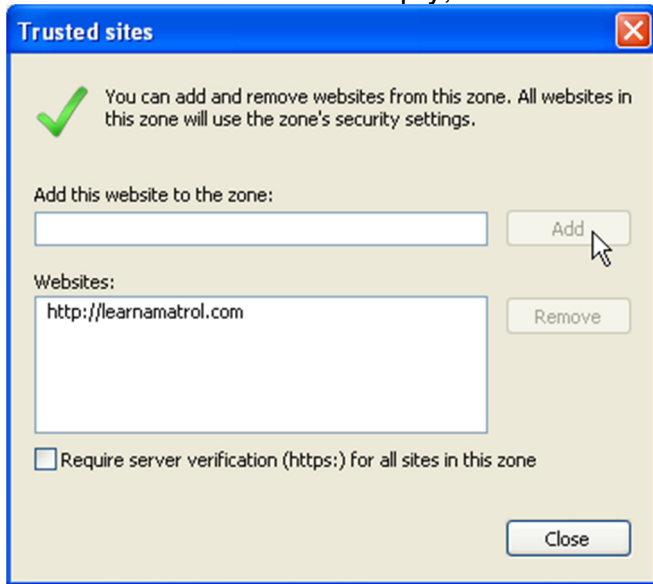 Trusted sites
You can add and remove websites from this zone. All websites in
this zone will use the zone's security settings.
Add this website to the zone:
Add
Websites:
http://learnamatrol.com
Remove
Require server verification (https:) for all sites in this zone
Close